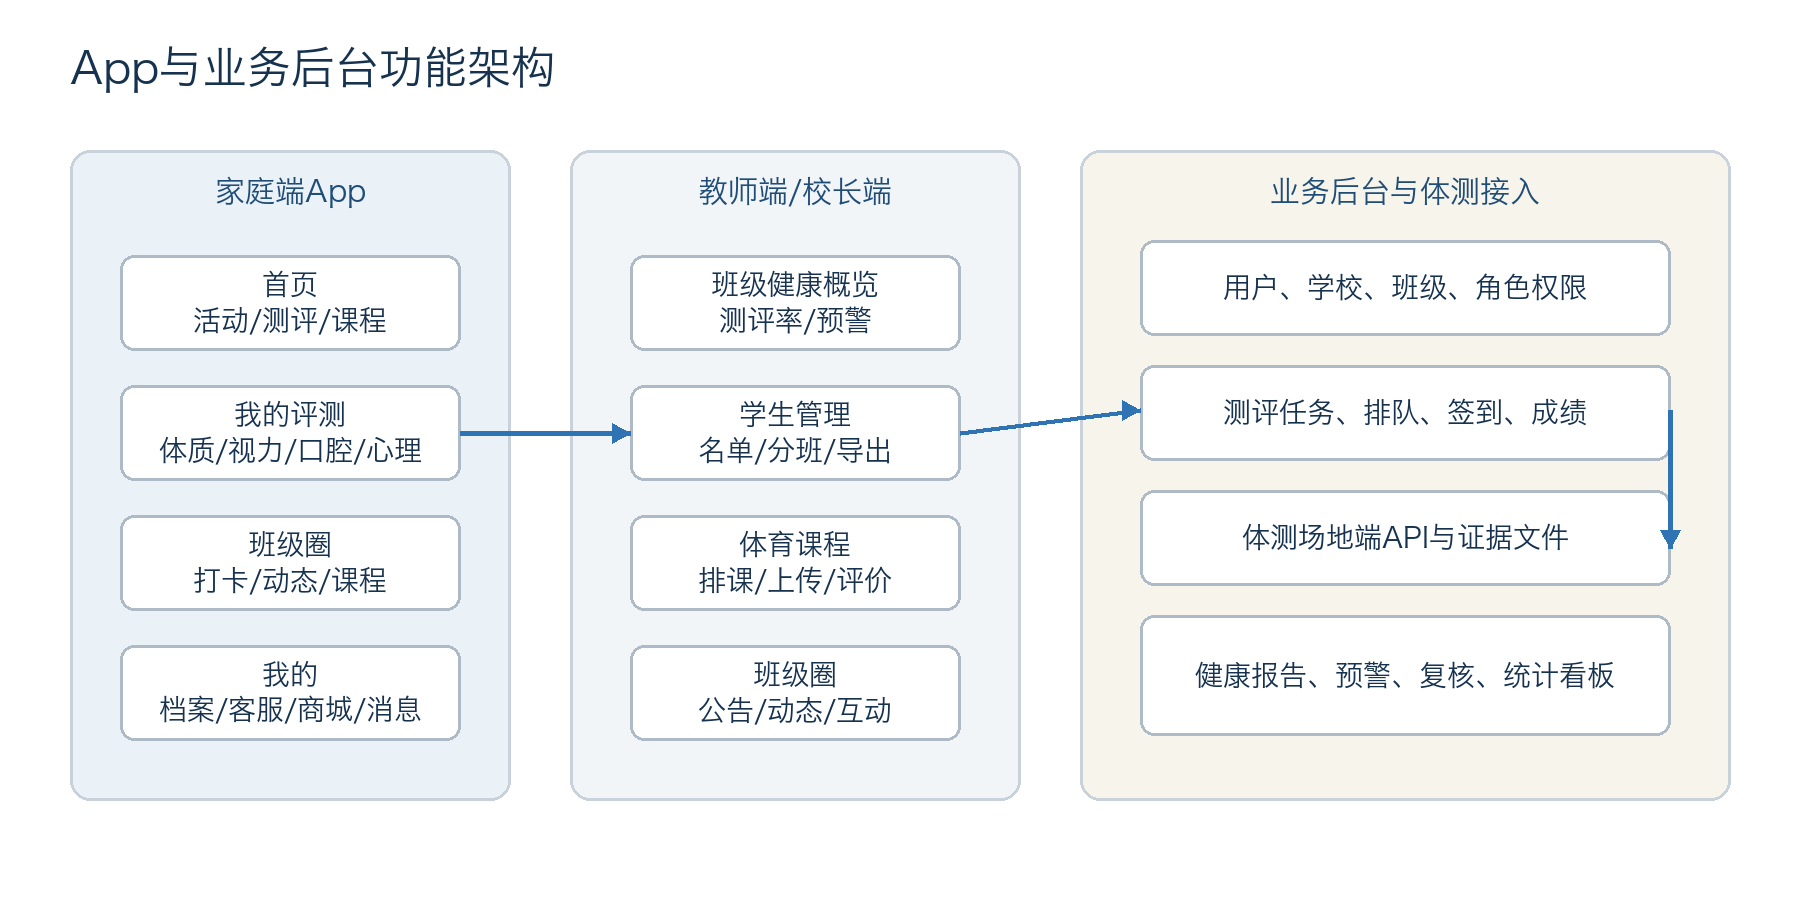 App与业务后台功能架构
家庭端App
首页
活动/测评/课程
我的评测
体质/视力/口腔/心理
班级圈
打卡/动态/课程
我的
档案/客服/商城/消息
教师端/校长端
班级健康概览
测评率/预警
学生管理
名单/分班/导出
体育课程
排课/上传/评价
班级圈
公告/动态/互动
业务后台与体测接入
用户、学校、班级、角色权限
测评任务、排队、签到、成绩
体测场地端API与证据文件
健康报告、预警、复核、统计看板